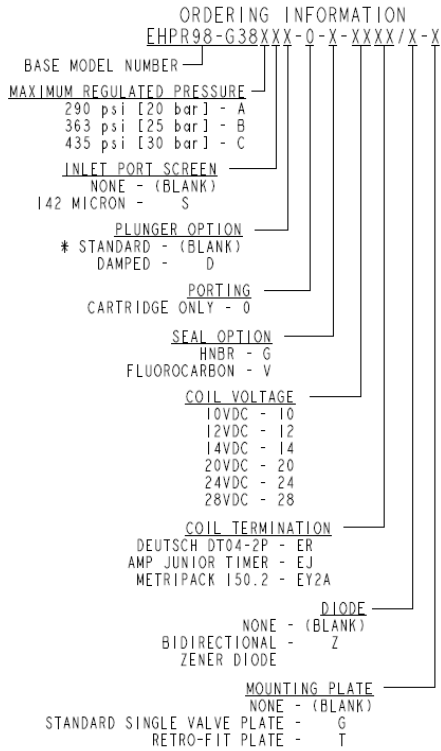 ORDERING INFORMATION
EHPR98-G38XXX-0-X-XXXX/X-X
BASE MODEL NUMBER
MAXIMUM REGULATED PRESSURE
290 psi [20 bar] - A
363 psi [25 bar] - B
435 psi [30 bar] - C
INLET PORT SCREEN
NONE - (BLANK)
142 MICRON - S
PLUNGER OPTION
* STANDARD - (BLANK)
DAMPED - D
PORTING
CARTRIDGE ONLY - 0
SEAL OPTION
HNBR - G
FLUOROCARBON - V
COIL VOLTAGE
10VDC - 10
12VDC - 12
14VDC - 14
20VDC - 20
24VDC - 24
28VDC - 28
COIL TERMINATION
DEUTSCH DT04-2P - ER
AMP JUNIOR TIMER - EJ
METRIPACK 150.2 - EY2A
DIODE
NONE - (BLANK)
BIDIRECTIONAL - Z
ZENER DIODE
MOUNTING PLATE
NONE - (BLANK)
STANDARD SINGLE VALVE PLATE - G
RETRO-FIT PLATE - T